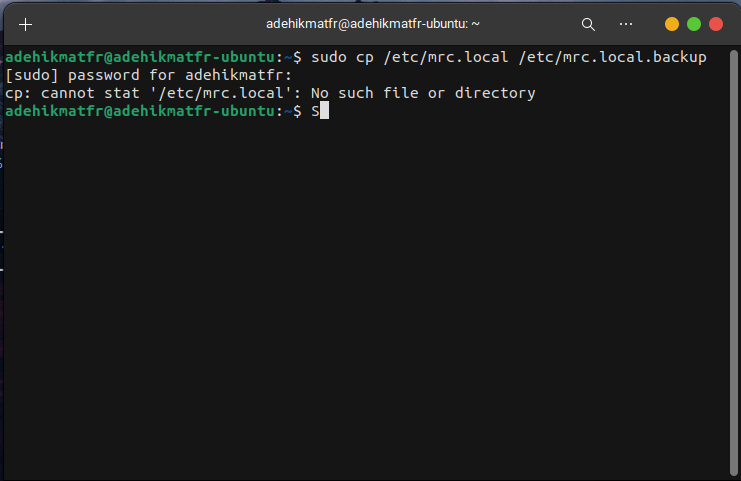 adehikmatfr@adehikmatfr-ubuntu: ~
adehikmatfr@adehikmatfr-ubuntu:~$ sudo cp /etc/mrc.local /etc/mrc.local.backup
[sudo] password for adehikmatfr:
cp: cannot stat '/etc/mrc.local': No such file or directory
adehikmatfr@adehikmatfr-ubuntu:~$ S